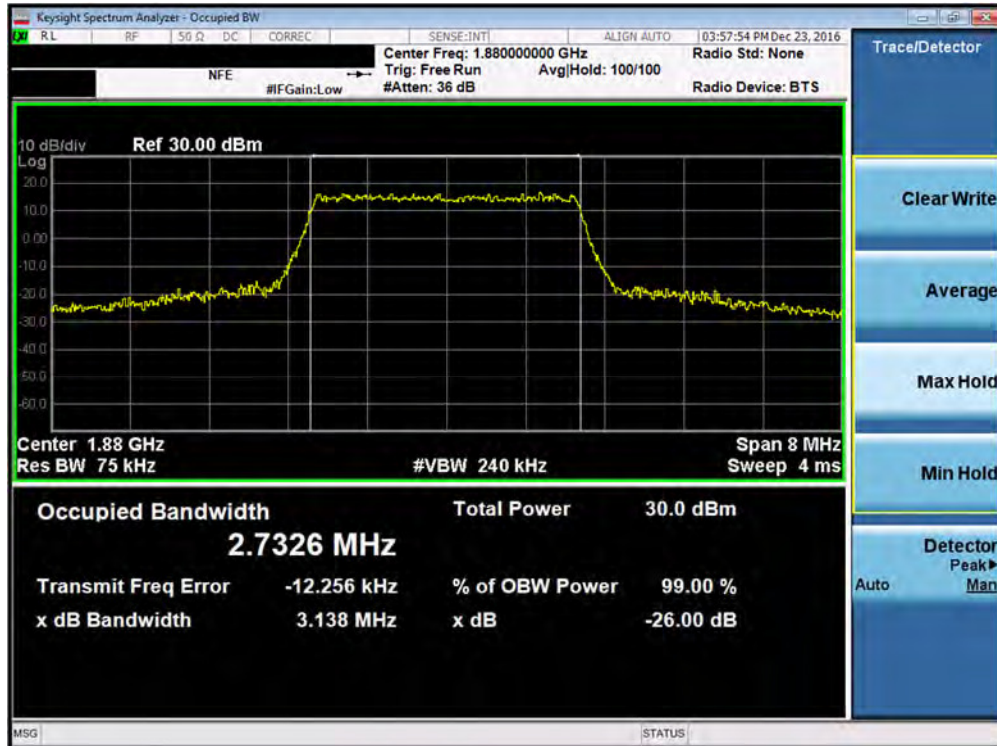 Keysight Spectrum Analyzer - Occupied BW
LXI RL RF 50 Ω DC CORREC SENSE:INT ALIGN AUTO 03:57:54 PM Dec 23, 2016
Center Freq: 1.880000000 GHz Radio Std: None
NFE Trig: Free Run Avg|Hold: 100/100
#IFGain:Low #Atten: 36 dB Radio Device: BTS
10 dB/div Ref 30.00 dBm
Log
20.0
10.0
0.00
-10.0
-20.0
-30.0
-40.0
-50.0
-60.0
Center 1.88 GHz Span 8 MHz
Res BW 75 kHz #VBW 240 kHz Sweep 4 ms
Occupied Bandwidth Total Power 30.0 dBm
2.7326 MHz
Transmit Freq Error -12.256 kHz % of OBW Power 99.00 %
x dB Bandwidth 3.138 MHz x dB -26.00 dB
MSG STATUS
Trace/Detector
Clear Write
Average
Max Hold
Min Hold
Detector
Peak▶
Auto Man